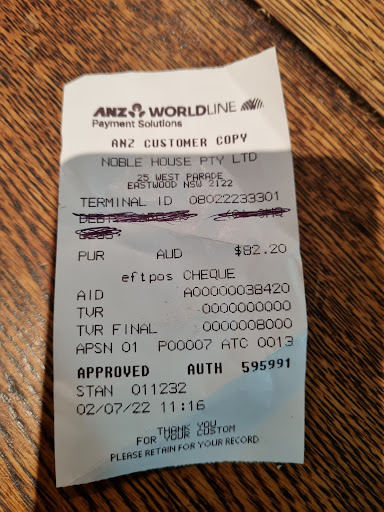 ANZ WORLDLINE
Payment Solutions
ANZ CUSTOMER COPY
NOBLE HOUSE PTY LTD
25 WEST PARADE
EASTWOOD NSW 2122
TERMINAL ID 08022233301
PUR AUD $82.20
eftpos CHEQUE
AID A00000038420
TVR 0000000000
TVR FINAL 0000008000
APSN 01 P00007 ATC 0013
APPROVED AUTH 595991
STAN 011232
02/07/22 11:16
THANK YOU
FOR YOUR CUSTOM
PLEASE RETAIN FOR YOUR RECORD